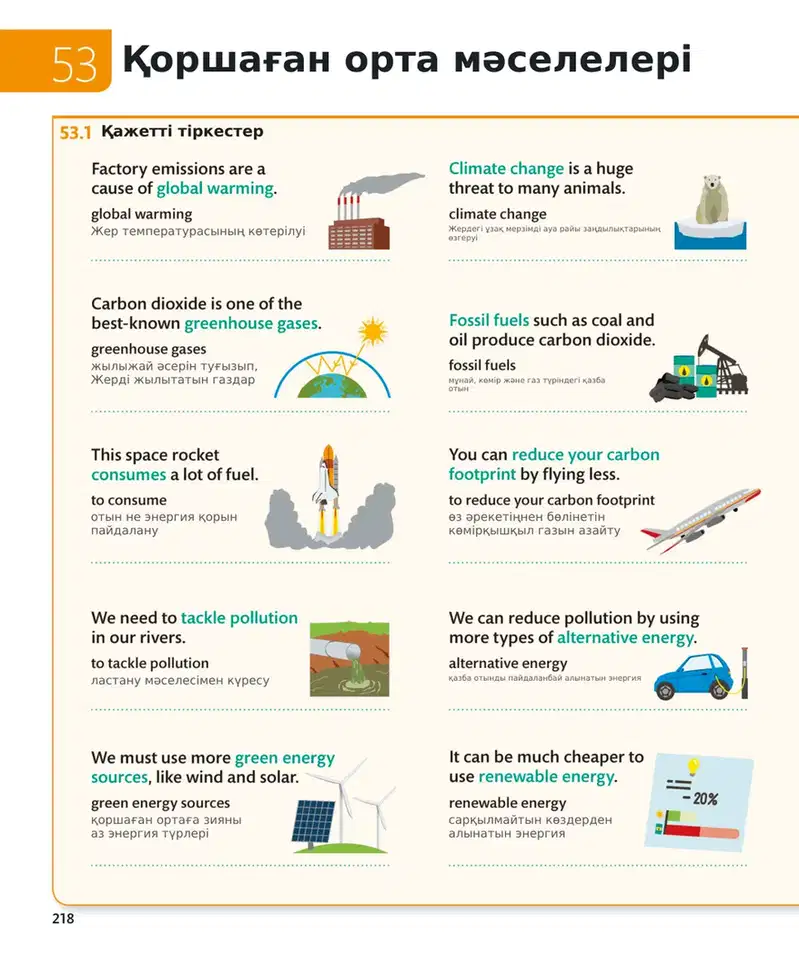 53
Қоршаған орта мәселелері
53.1 Қажетті тіркестер
Factory emissions are a
cause of global warming.
global warming
Жер температурасының көтерілуі
Climate change is a huge
threat to many animals.
climate change
Жердегі ұзақ мерзімді ауа райы заңдылықтарының
өзгеруі
Carbon dioxide is one of the
best-known greenhouse gases.
greenhouse gases
жылыжай әсерін туғызып,
Жерді жылытатын газдар
Fossil fuels such as coal and
oil produce carbon dioxide.
fossil fuels
мұнай, көмір және газ түріндегі қазба
отын
This space rocket
consumes a lot of fuel.
to consume
отын не энергия қорын
пайдалану
You can reduce your carbon
footprint by flying less.
to reduce your carbon footprint
өз әрекетіңнен бөлінетін
көмірқышқыл газын азайту
We need to tackle pollution
in our rivers.
to tackle pollution
ластану мәселесімен күресу
We can reduce pollution by using
more types of alternative energy.
alternative energy
қазба отынды пайдаланбай алынатын энергия
We must use more green energy
sources, like wind and solar.
green energy sources
қоршаған ортаға зияны
аз энергия түрлері
It can be much cheaper to
use renewable energy.
renewable energy
сарқылмайтын көздерден
алынатын энергия
- 20%
218